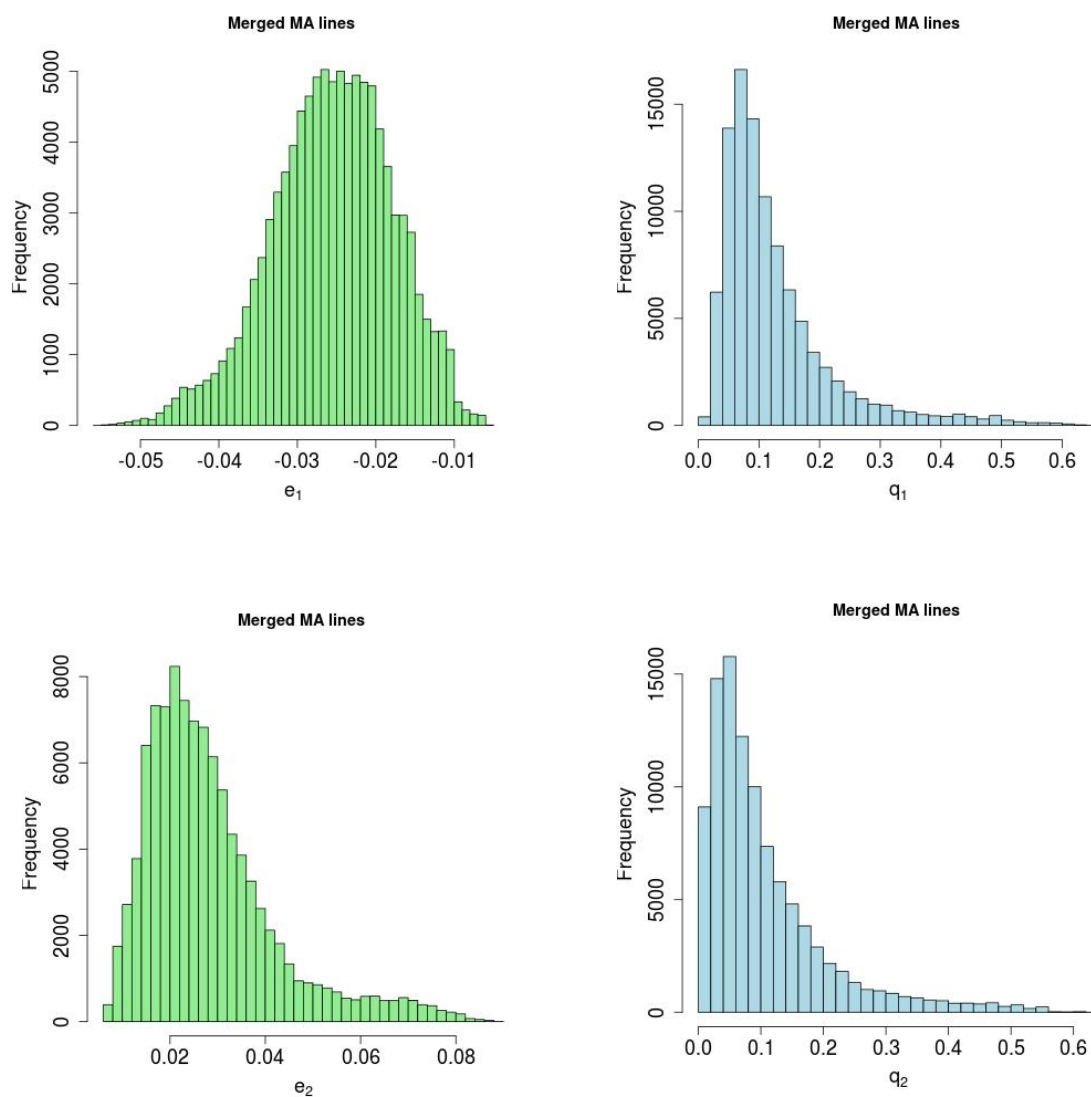 Merged MA lines
Frequency
0 1000 2000 3000 4000 5000
-0.05 -0.04 -0.03 -0.02 -0.01
e₁
Merged MA lines
Frequency
0 5000 10000 15000
0.0 0.1 0.2 0.3 0.4 0.5 0.6
q₁
Merged MA lines
Frequency
0 2000 4000 6000 8000
0.02 0.04 0.06 0.08
e₂
Merged MA lines
Frequency
0 5000 10000 15000
0.0 0.1 0.2 0.3 0.4 0.5 0.6
q₂